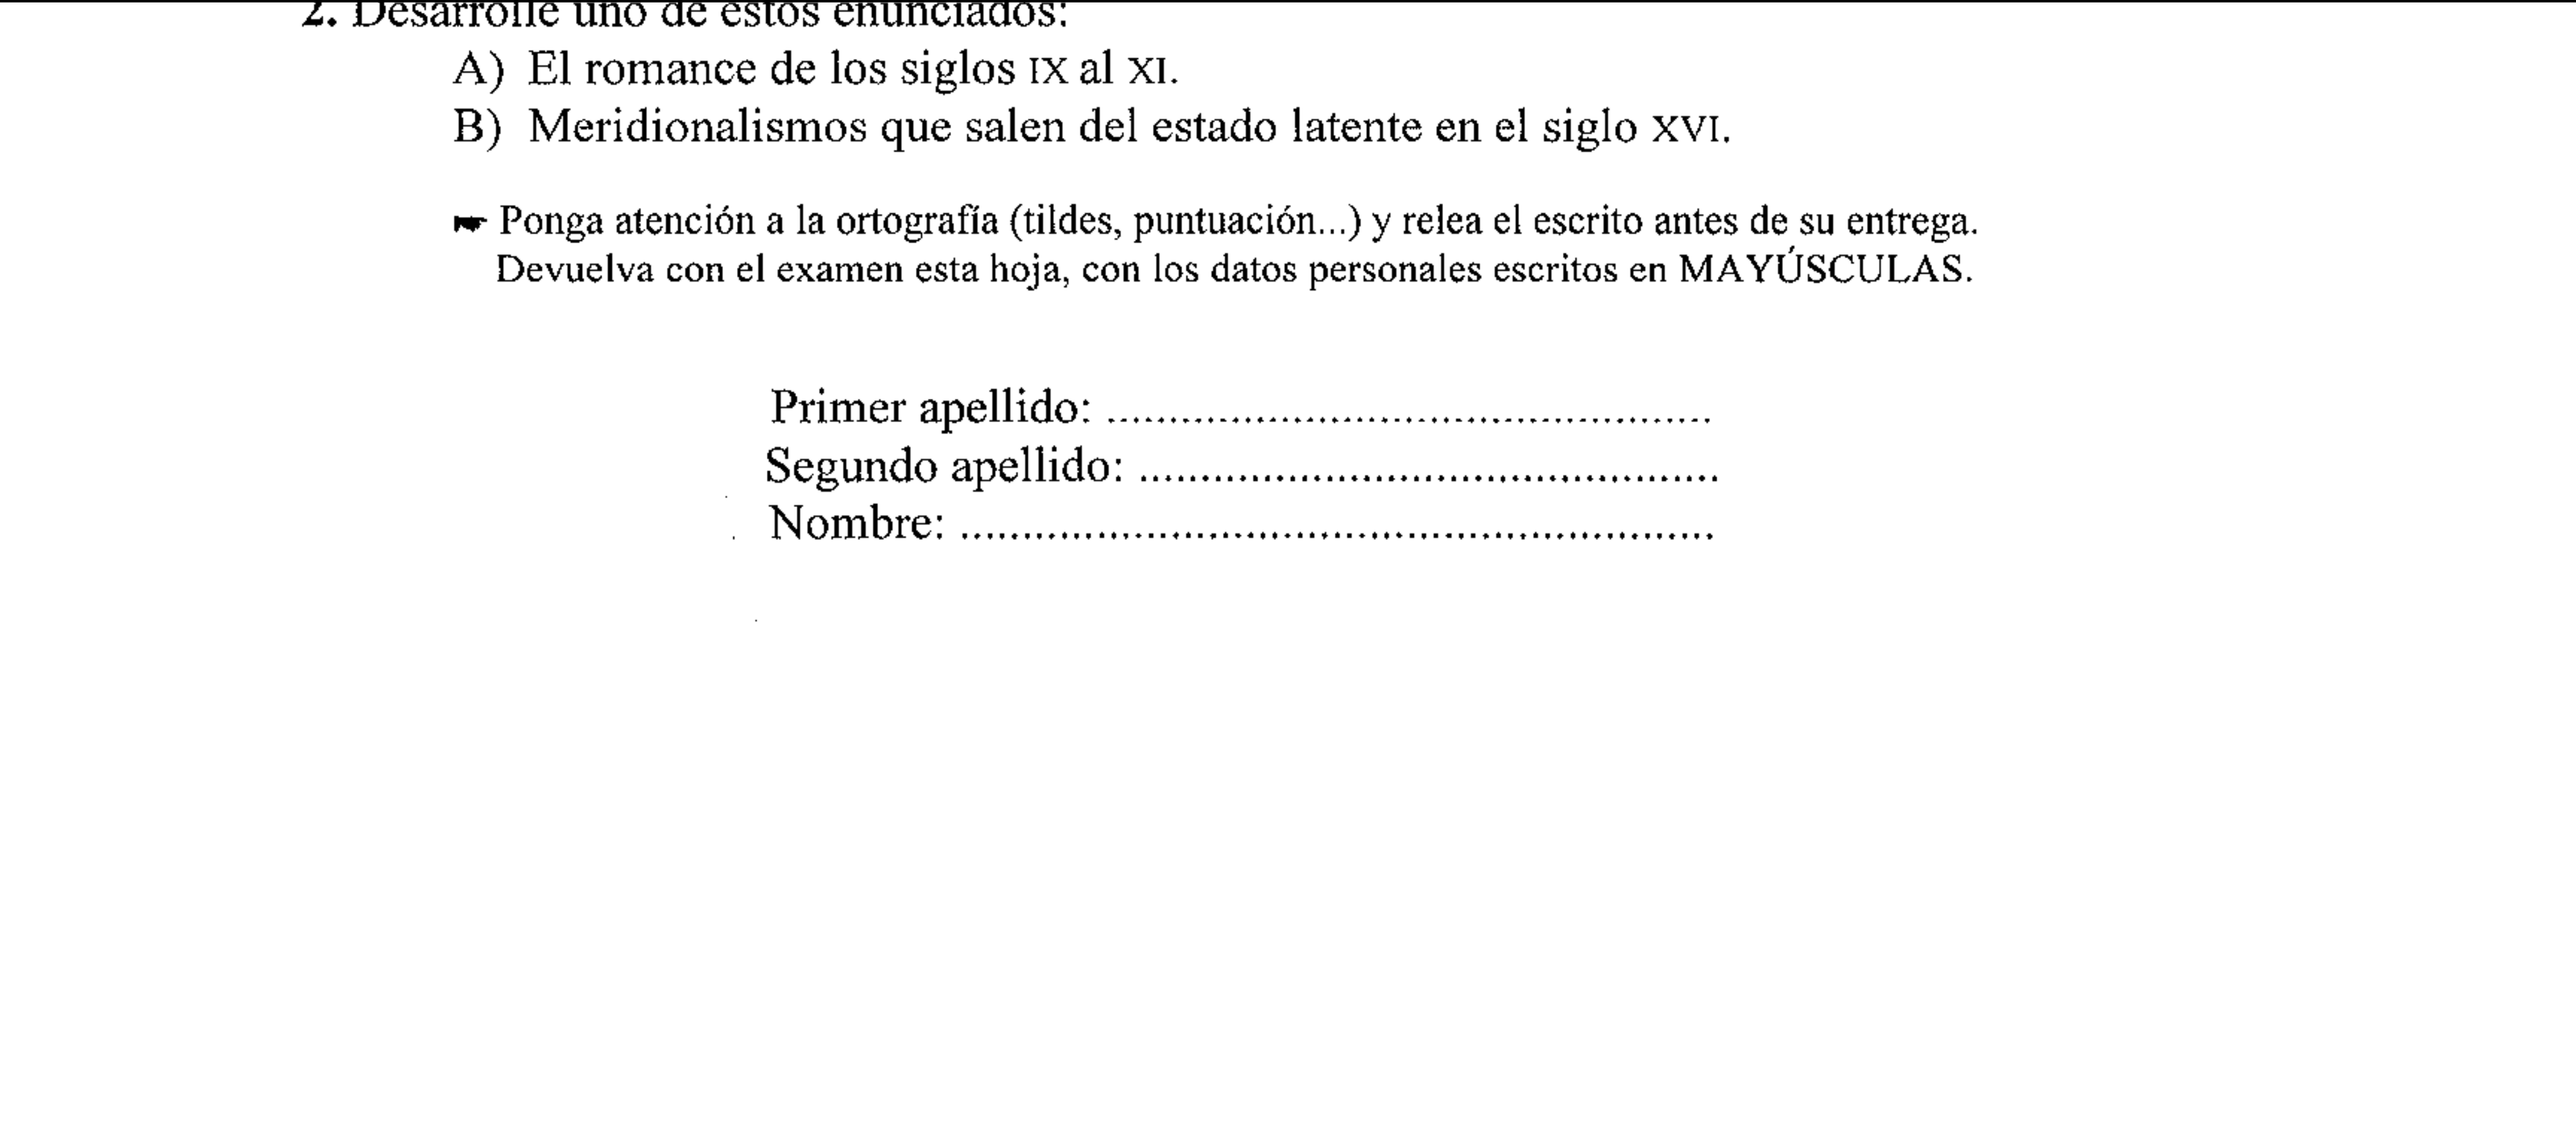 2. Desarrolle uno de estos enunciados:
A) El romance de los siglos IX al XI.
B) Meridionalismos que salen del estado latente en el siglo XVI.
☛ Ponga atención a la ortografía (tildes, puntuación...) y relea el escrito antes de su entrega.
Devuelva con el examen esta hoja, con los datos personales escritos en MAYÚSCULAS.
Primer apellido: ................................................
Segundo apellido: ..............................................
Nombre: ............................................................